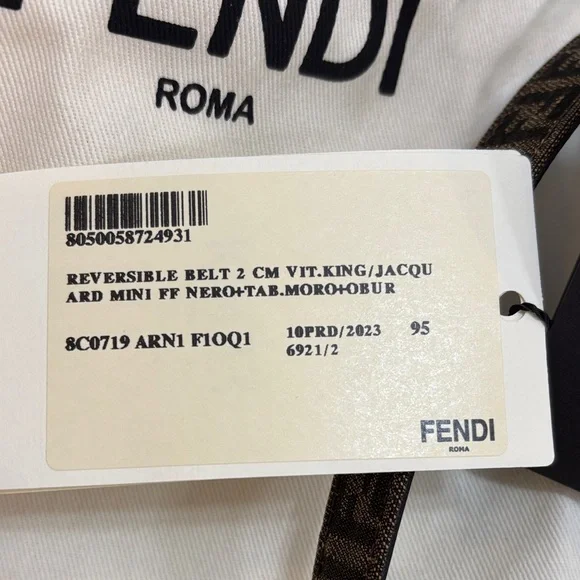 FENDI
ROMA
8050058724931
REVERSIBLE BELT 2 CM VIT.KING/JACQU
ARD MINI FF NERO+TAB.MORO+OBUR
8C0719 ARN1 F1OQ1 10PRD/2023 95
6921/2
FENDI
ROMA